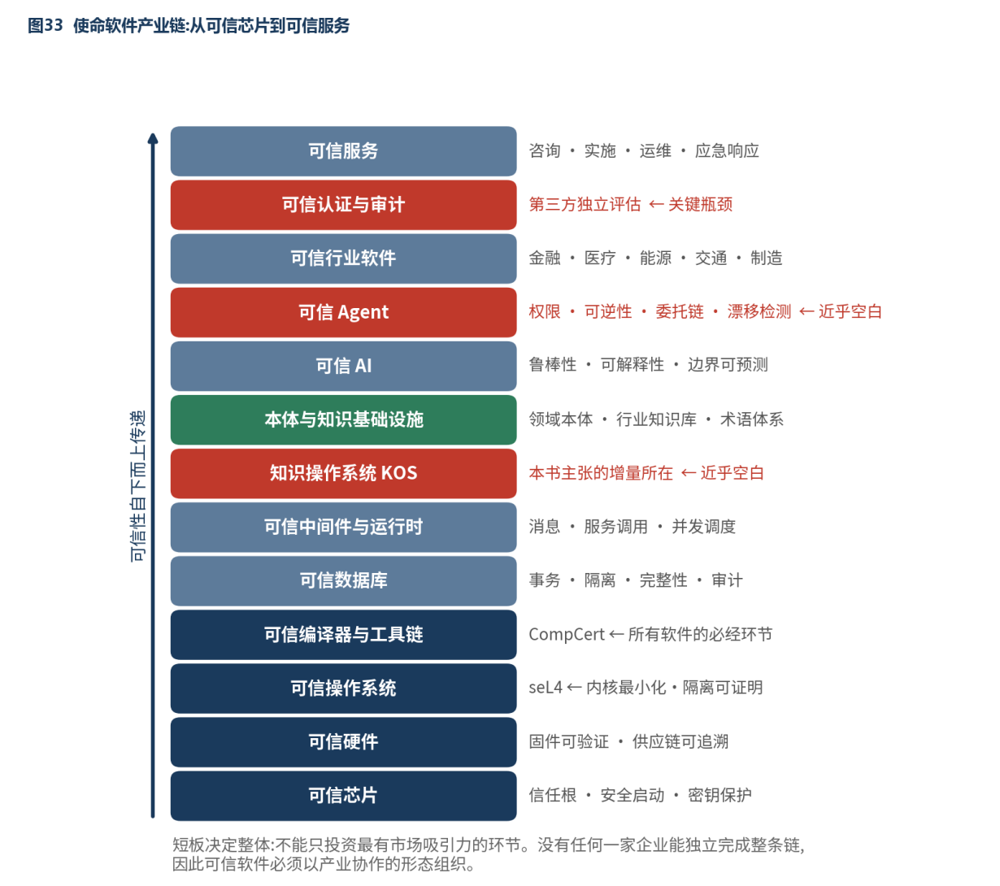 图33 使命软件产业链:从可信芯片到可信服务
可信服务 咨询 • 实施 • 运维 • 应急响应
可信认证与审计 第三方独立评估 ← 关键瓶颈
可信行业软件 金融 • 医疗 • 能源 • 交通 • 制造
可信 Agent 权限 • 可逆性 • 委托链 • 漂移检测 ← 近乎空白
可信 AI 鲁棒性 • 可解释性 • 边界可预测
本体与知识基础设施 领域本体 • 行业知识库 • 术语体系
知识操作系统 KOS 本书主张的增量所在 ← 近乎空白
可信中间件与运行时 消息 • 服务调用 • 并发调度
可信数据库 事务 • 隔离 • 完整性 • 审计
可信编译器与工具链 CompCert ← 所有软件的必经环节
可信操作系统 seL4 ← 内核最小化 • 隔离可证明
可信硬件 固件可验证 • 供应链可追溯
可信芯片 信任根 • 安全启动 • 密钥保护
可信性自下而上传递
短板决定整体:不能只投资最有市场吸引力的环节。没有任何一家企业能独立完成整条链,
因此可信软件必须以产业协作的形态组织。